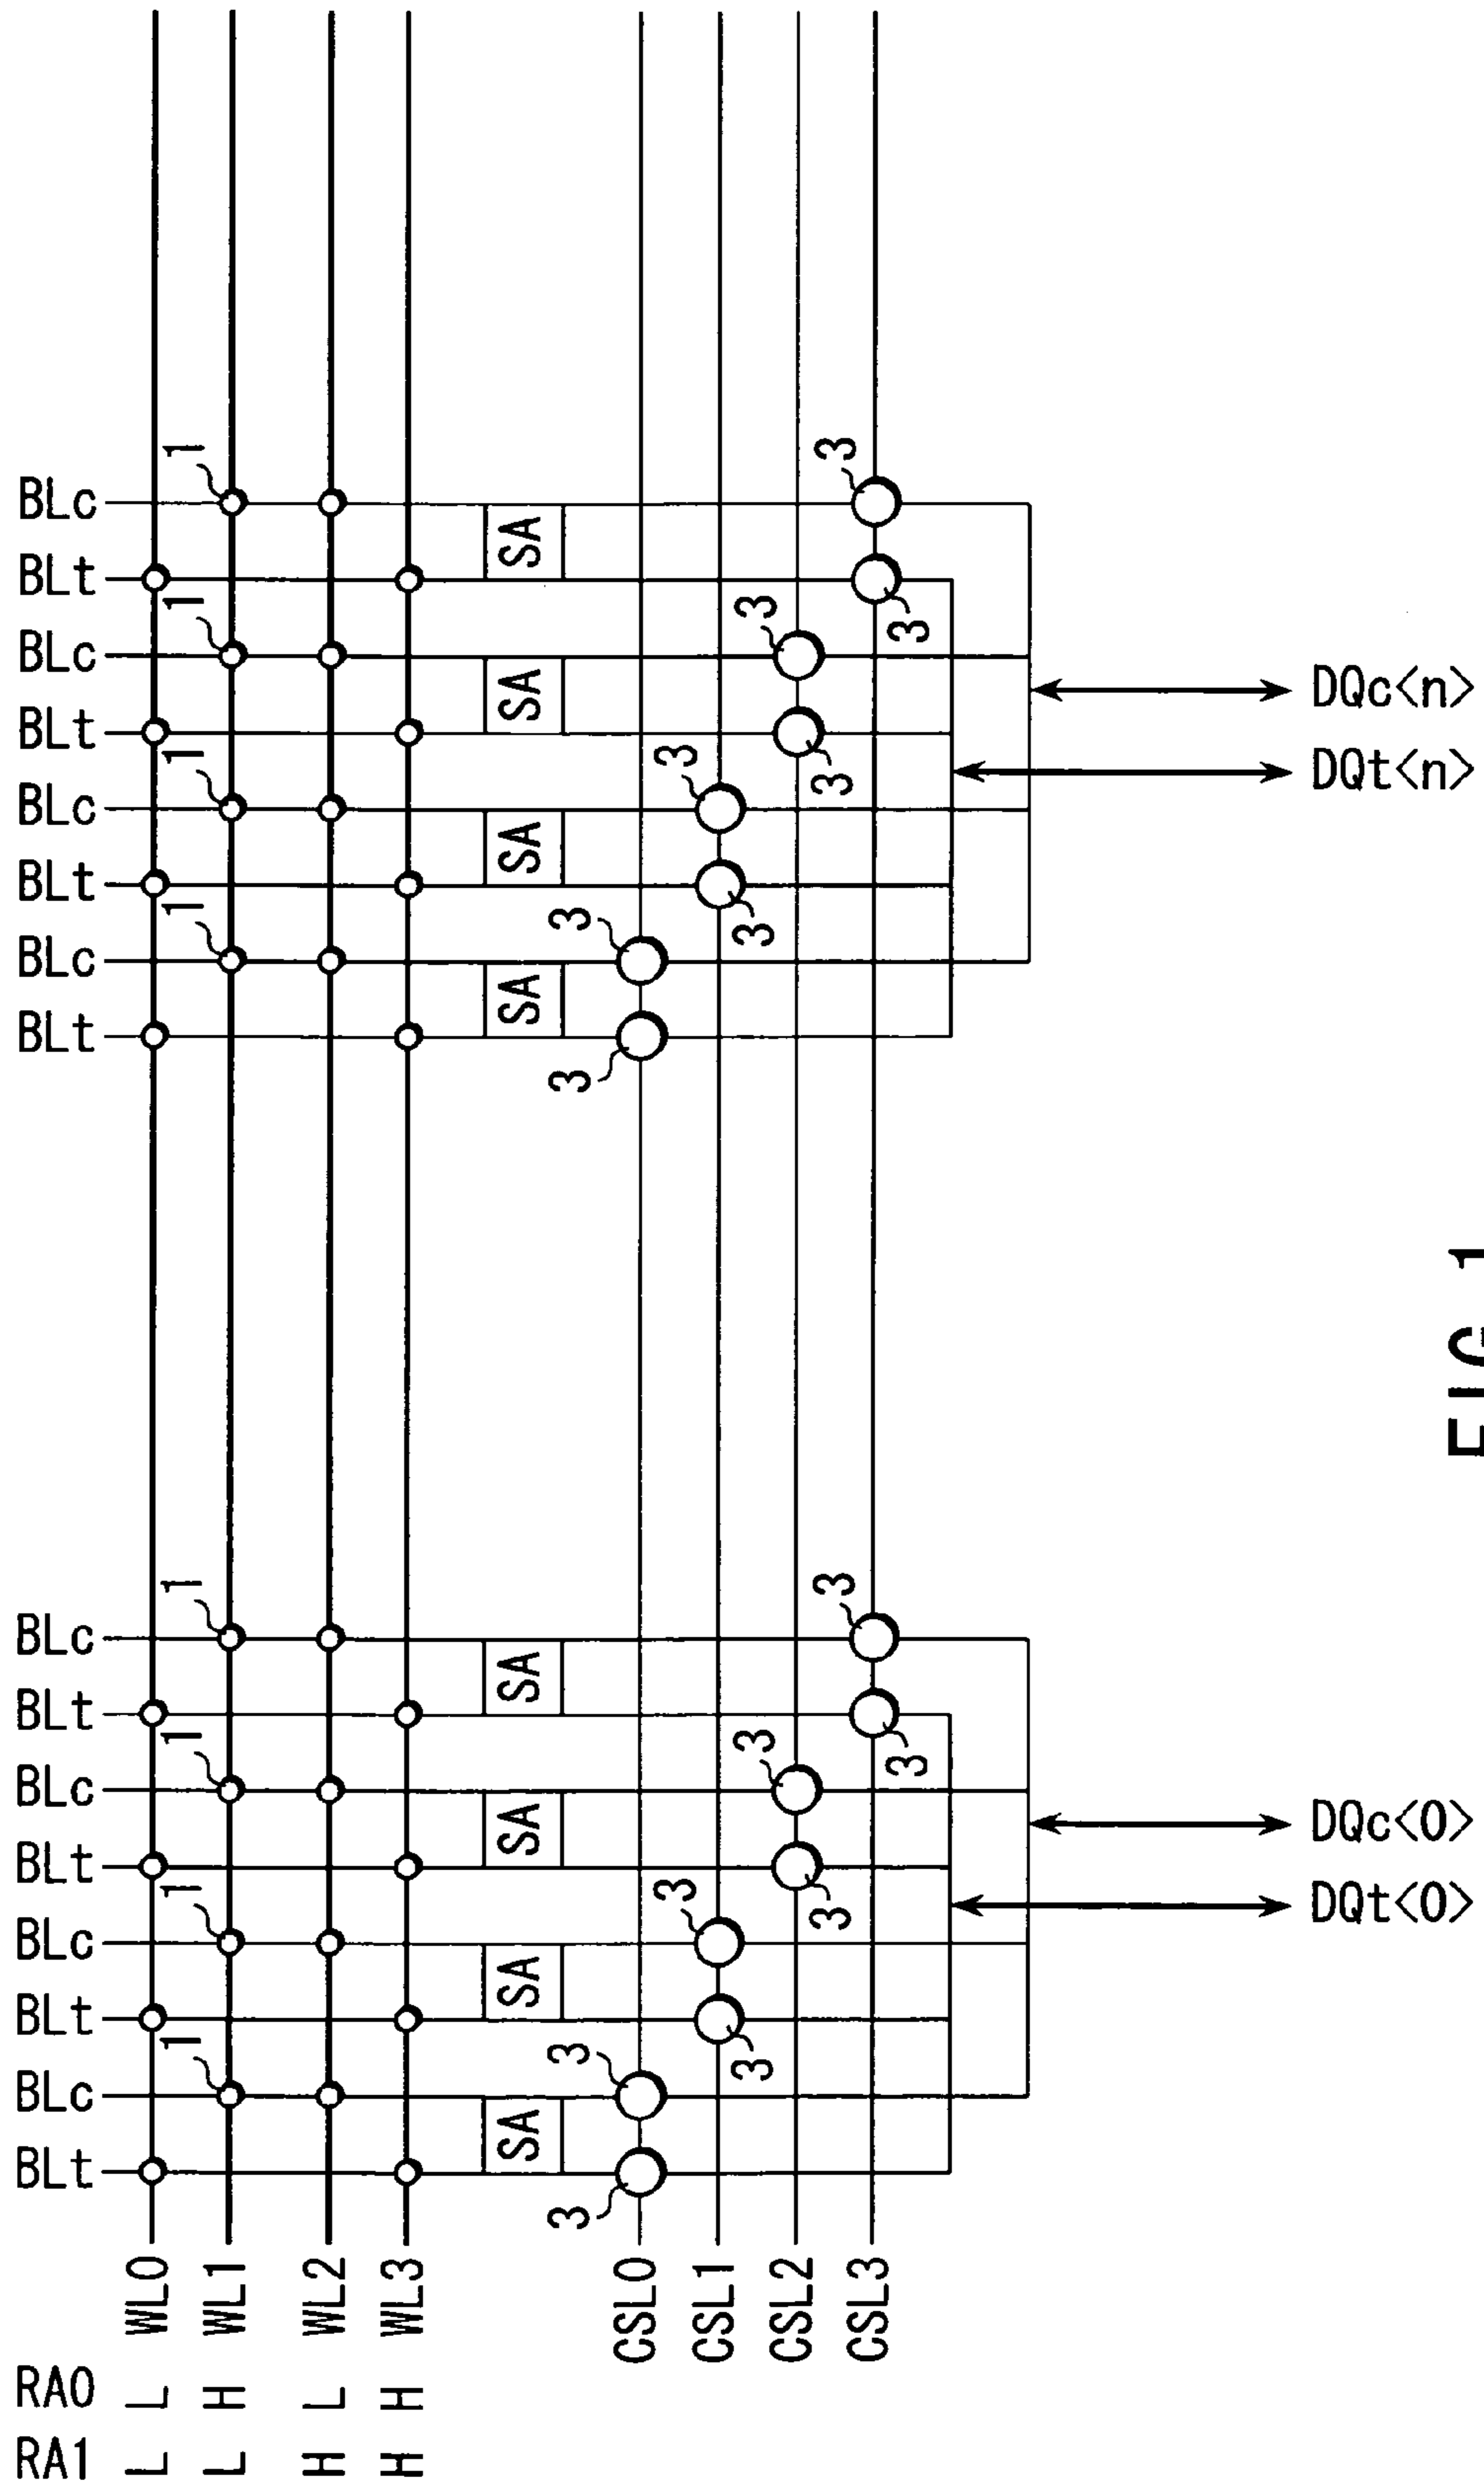 1 3
BLc
SA
BLt
1 3 3
BLc
SA DQc<n>
BLt
1 3 3 DQt<n>
BLc
SA
BLt
1 3 3
BLc
SA
BLt
3
FIG. 1
1 3
BLc
SA
BLt
1 3 3
BLc
SA DQc<0>
BLt
1 3 3 DQt<0>
BLc
SA
BLt
1 3 3
BLc
SA
BLt
3
WL0 WL1 WL2 WL3 CSL0 CSL1 CSL2 CSL3
RA0 L H L H
RA1 L L H H